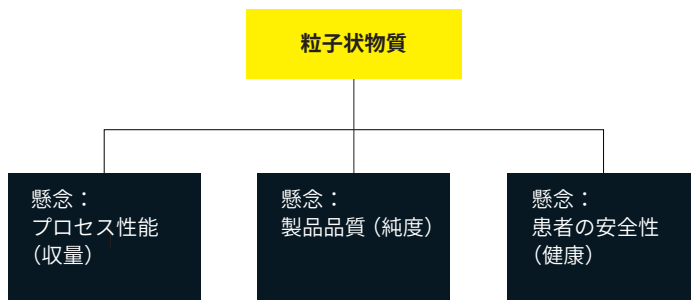 粒子状物質
懸念：
プロセス性能
（収量）
懸念：
製品品質（純度）
懸念：
患者の安全性
（健康）